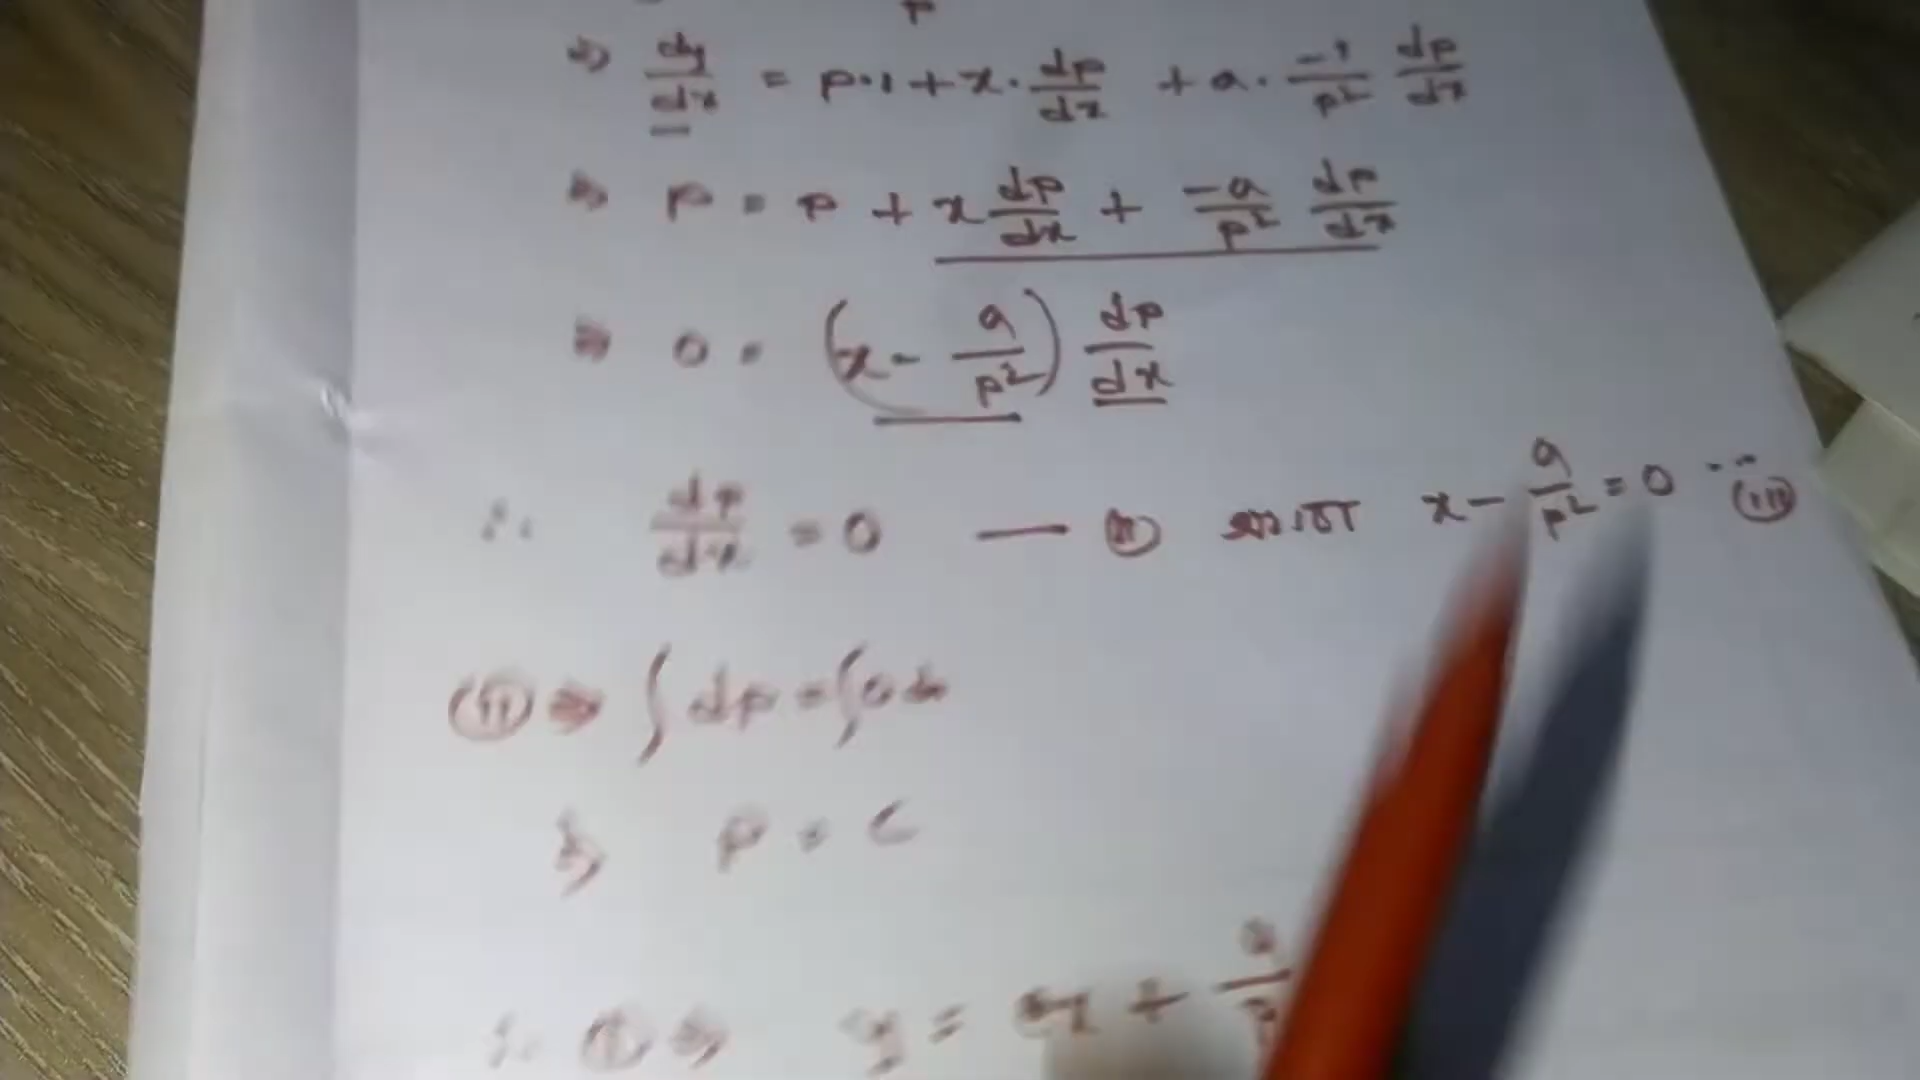 p
⇒ dy/dx = p·1 + x · dp/dx + a · -1/p² dp/dx
⇒ p = p + x dp/dx + -a/p² dp/dx
⇒ 0 = (x - a/p²) dp/dx
∴ dp/dx = 0 — (ii) অথবা x - a/p² = 0 ... (iii)
(ii) ⇒ ∫ dp = ∫ 0 dx
⇒ p = c
∴ (i) ⇒ y = cx +